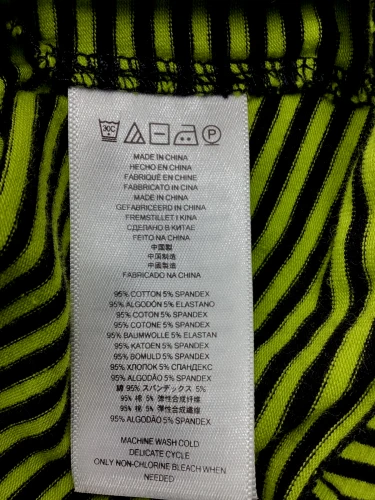 30C
P
MADE IN CHINA
HECHO EN CHINA
FABRIQUÉ EN CHINE
FABBRICATO IN CINA
MADE IN CHINA
GEFABRICEERD IN CHINA
FREMSTILLET I KINA
СДЕЛАНО В КИТАЕ
FEITO NA CHINA
中国製
中国制造
中國製造
FABRICADO NA CHINA
95% COTTON 5% SPANDEX
95% ALGODÓN 5% ELASTANO
95% COTON 5% SPANDEX
95% COTONE 5% SPANDEX
95% BAUMWOLLE 5% ELASTAN
95% KATOEN 5% SPANDEX
95% BOMULD 5% SPANDEX
95% ХЛОПОК 5% СПАНДЕКС
95% ALGODÃO 5% SPANDEX
綿 95% スパンデックス 5%
95% 棉 5% 弹性合成纤维
95% 棉 5% 彈性合成纖維
95% ALGODÃO 5% SPANDEX
MACHINE WASH COLD
DELICATE CYCLE
ONLY NON-CHLORINE BLEACH WHEN
NEEDED